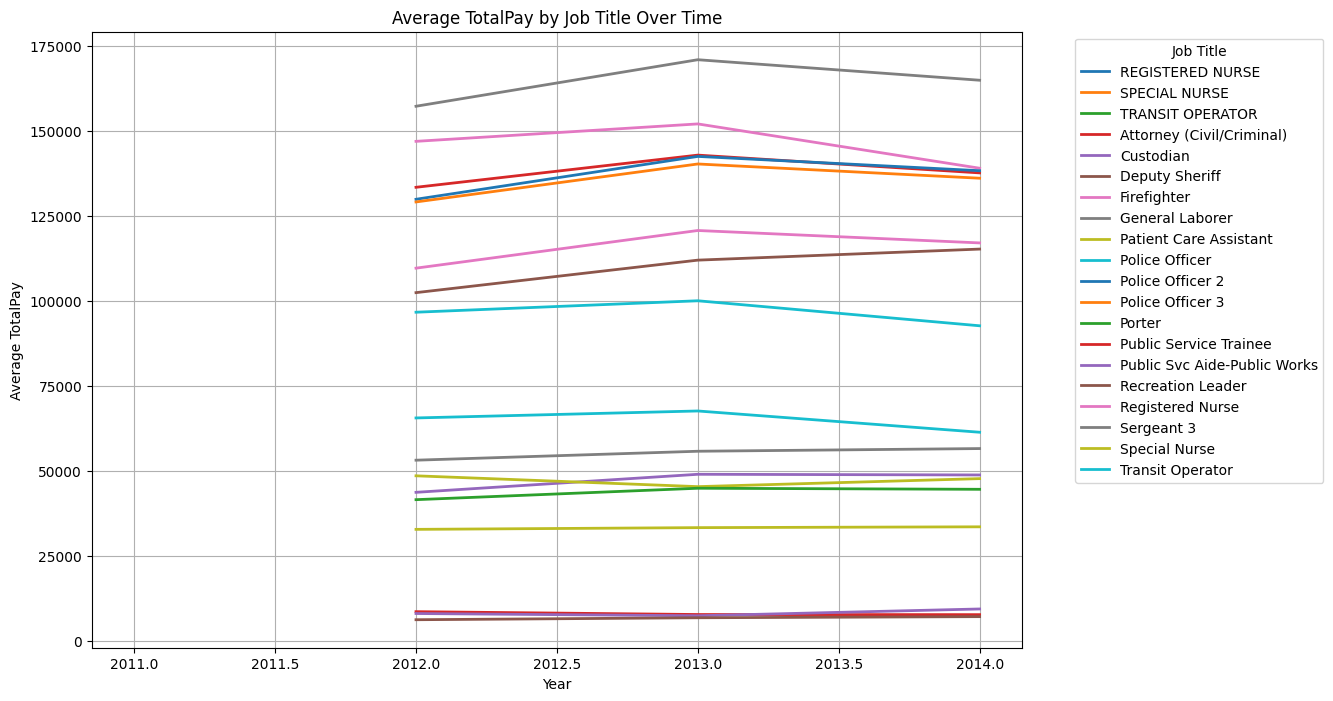 Average TotalPay by Job Title Over Time
175000
150000
125000
100000
75000
50000
25000
0
Average TotalPay
2011.0 2011.5 2012.0 2012.5 2013.0 2013.5 2014.0
Year
Job Title
REGISTERED NURSE
SPECIAL NURSE
TRANSIT OPERATOR
Attorney (Civil/Criminal)
Custodian
Deputy Sheriff
Firefighter
General Laborer
Patient Care Assistant
Police Officer
Police Officer 2
Police Officer 3
Porter
Public Service Trainee
Public Svc Aide-Public Works
Recreation Leader
Registered Nurse
Sergeant 3
Special Nurse
Transit Operator